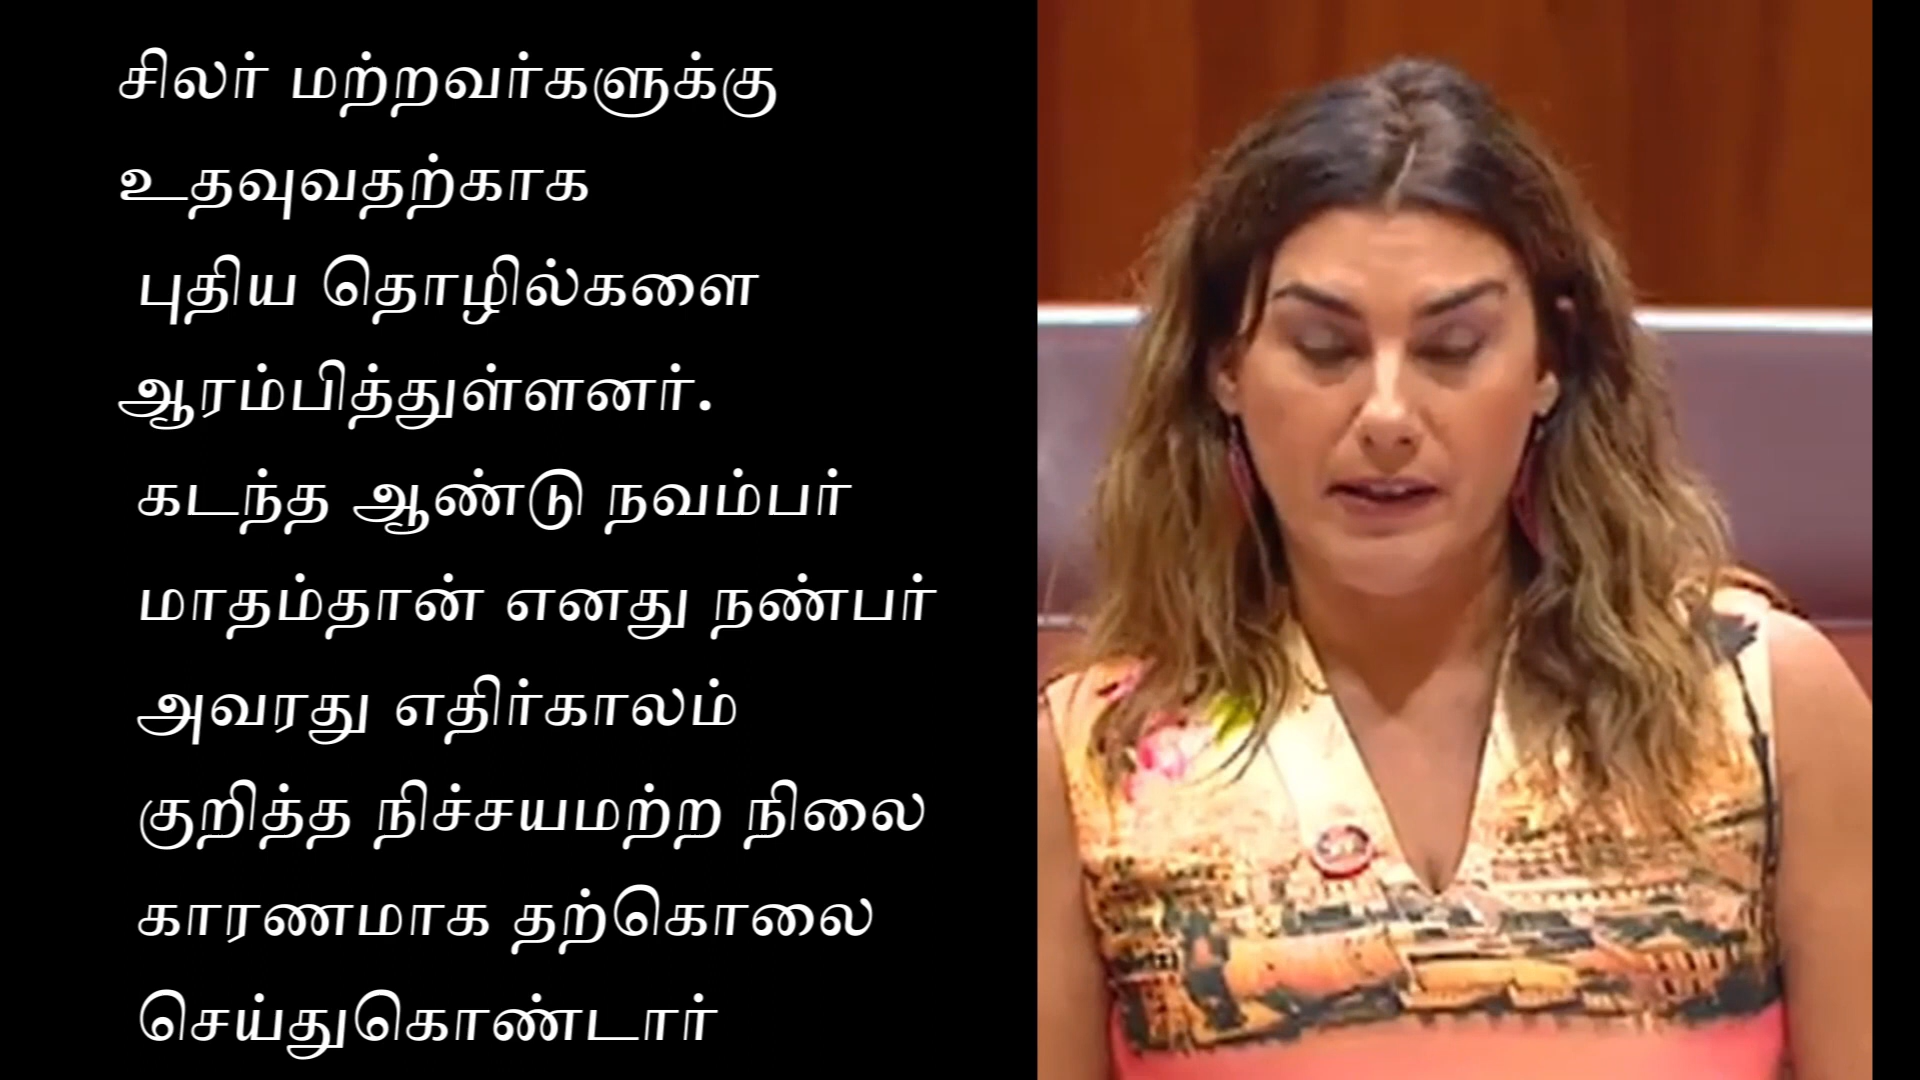 சிலர் மற்றவர்களுக்கு
உதவுவதற்காக
புதிய தொழில்களை
ஆரம்பித்துள்ளனர்.
கடந்த ஆண்டு நவம்பர்
மாதம்தான் எனது நண்பர்
அவரது எதிர்காலம்
குறித்த நிச்சயமற்ற நிலை
காரணமாக தற்கொலை
செய்துகொண்டார்